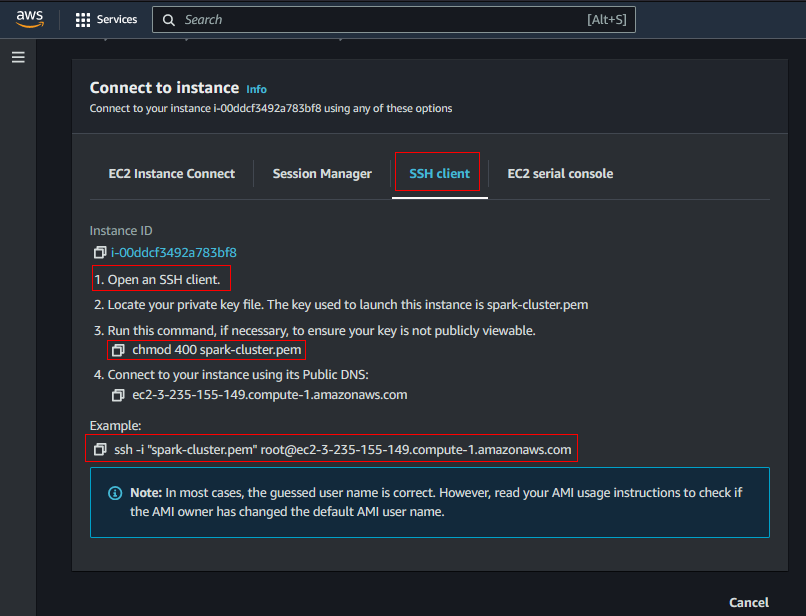 aws
Services
Search
[Alt+S]
Connect to instance Info
Connect to your instance i-00ddcf3492a783bf8 using any of these options
EC2 Instance Connect
Session Manager
SSH client
EC2 serial console
Instance ID
i-00ddcf3492a783bf8
1. Open an SSH client.
2. Locate your private key file. The key used to launch this instance is spark-cluster.pem
3. Run this command, if necessary, to ensure your key is not publicly viewable.
chmod 400 spark-cluster.pem
4. Connect to your instance using its Public DNS:
ec2-3-235-155-149.compute-1.amazonaws.com
Example:
ssh -i "spark-cluster.pem" root@ec2-3-235-155-149.compute-1.amazonaws.com
Note: In most cases, the guessed user name is correct. However, read your AMI usage instructions to check if
the AMI owner has changed the default AMI user name.
Cancel